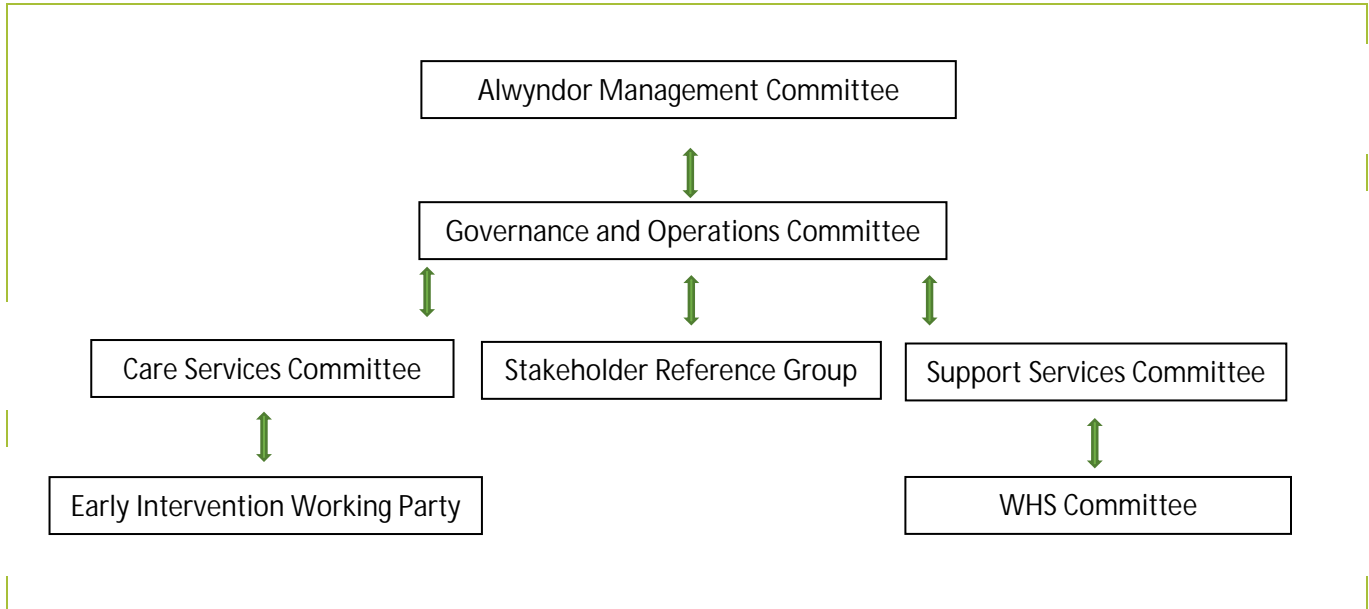 Alwyndor Management Committee
Governance and Operations Committee
Care Services Committee
Stakeholder Reference Group
Support Services Committee
Early Intervention Working Party
WHS Committee